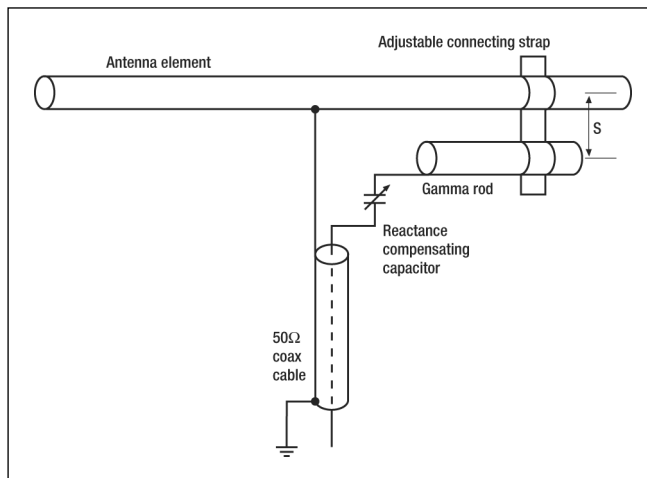 Adjustable connecting strap
Antenna element
S
Gamma rod
Reactance
compensating
capacitor
50Ω
coax
cable